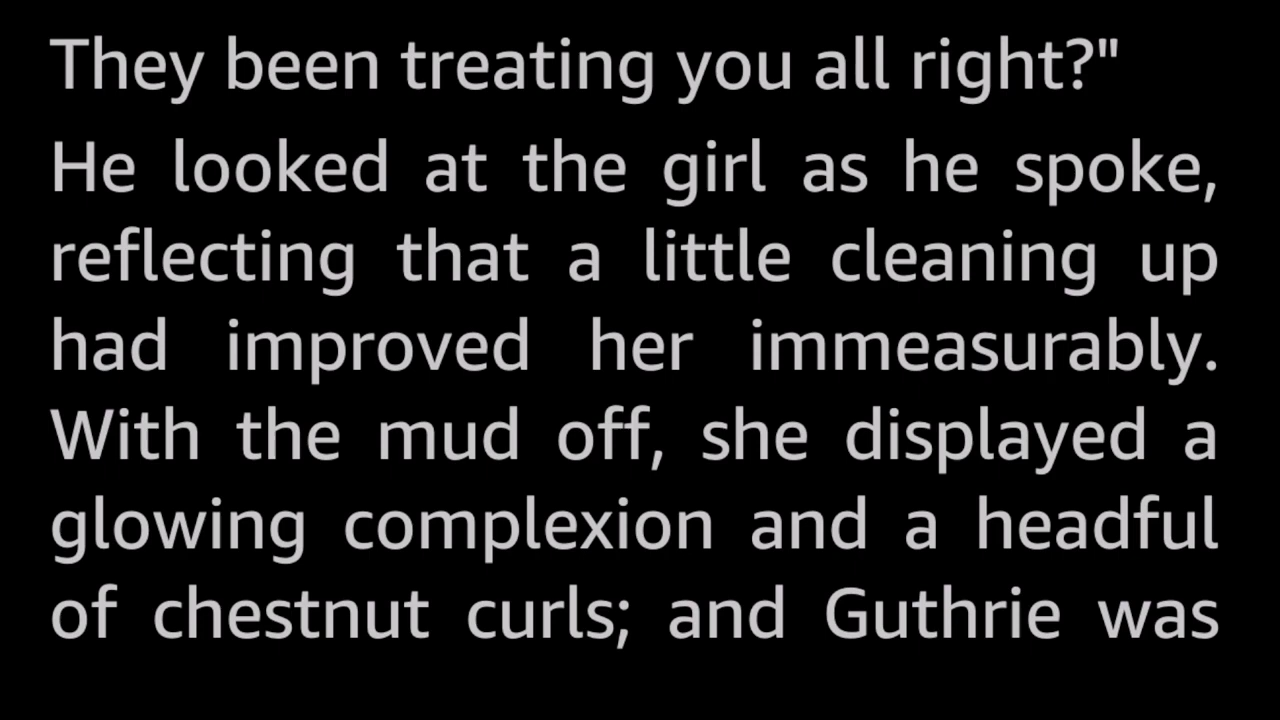 They been treating you all right?"
He looked at the girl as he spoke,
reflecting that a little cleaning up
had improved her immeasurably.
With the mud off, she displayed a
glowing complexion and a headful
of chestnut curls; and Guthrie was